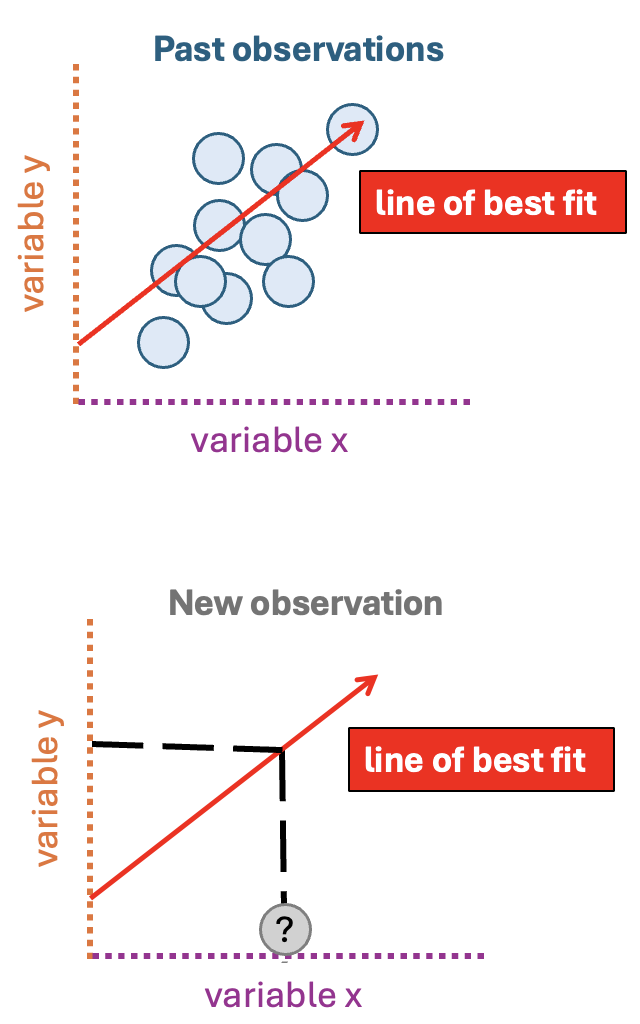 Past observations
variable y
line of best fit
variable x
New observation
variable y
line of best fit
?
variable x